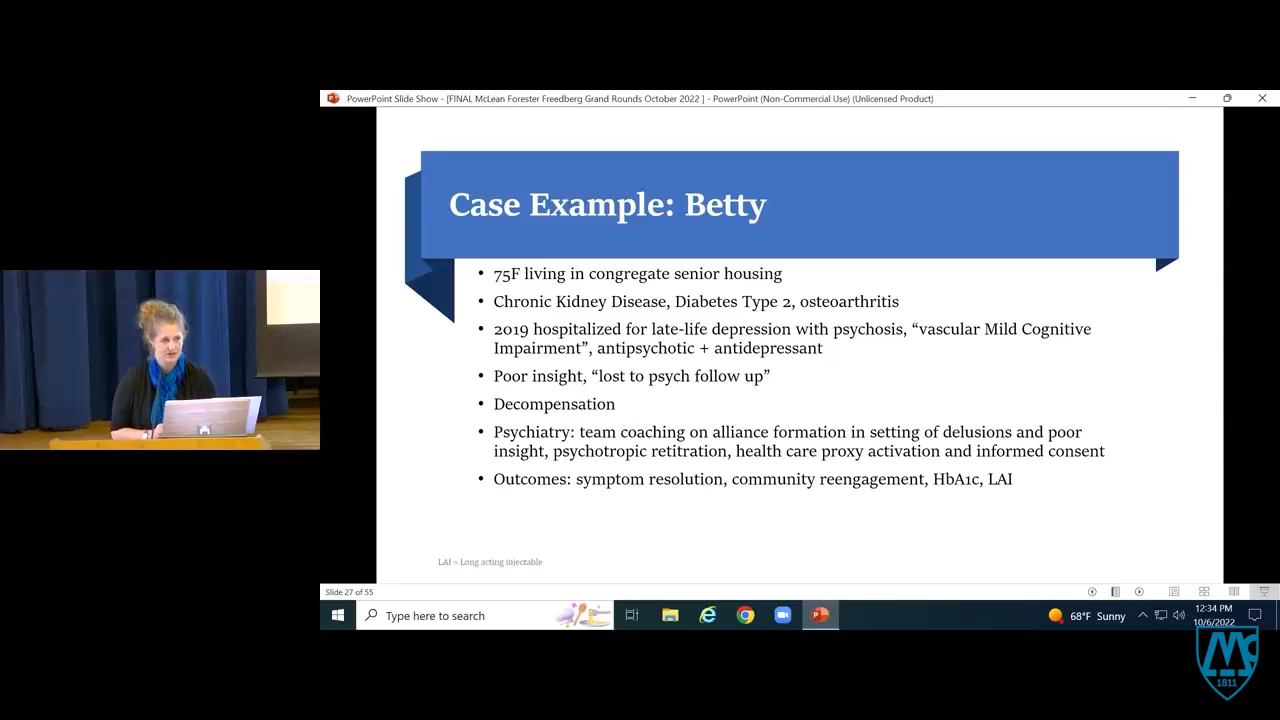 PowerPoint Slide Show - [FINAL McLean Forester Freedberg Grand Rounds October 2022 ] - PowerPoint (Non-Commercial Use) (Unlicensed Product)
Case Example: Betty
• 75F living in congregate senior housing
• Chronic Kidney Disease, Diabetes Type 2, osteoarthritis
• 2019 hospitalized for late-life depression with psychosis, “vascular Mild Cognitive
Impairment”, antipsychotic + antidepressant
• Poor insight, “lost to psych follow up”
• Decompensation
• Psychiatry: team coaching on alliance formation in setting of delusions and poor
insight, psychotropic retitration, health care proxy activation and informed consent
• Outcomes: symptom resolution, community reengagement, HbA1c, LAI
LAI = Long acting injectable
Slide 27 of 55
Type here to search
68°F Sunny
12:34 PM
10/6/2022
1811